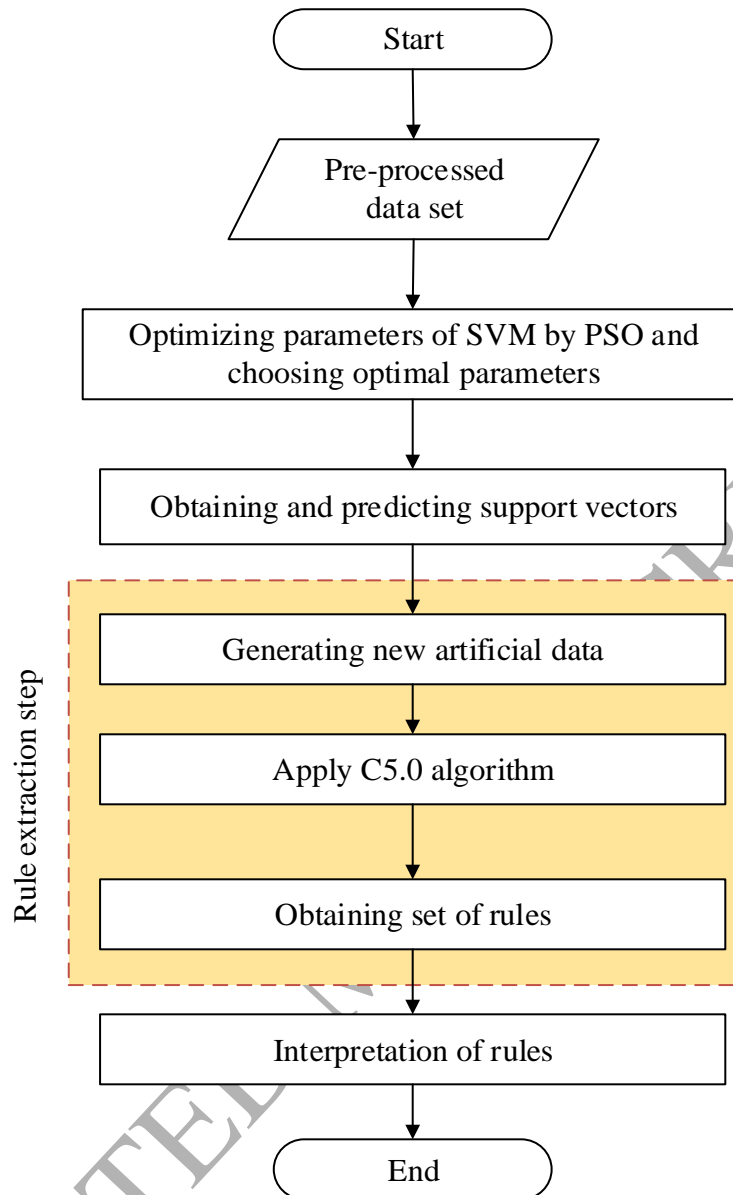 Start
Pre-processed
data set
Optimizing parameters of SVM by PSO and
choosing optimal parameters
Obtaining and predicting support vectors
Rule extraction step
Generating new artificial data
Apply C5.0 algorithm
Obtaining set of rules
Interpretation of rules
End